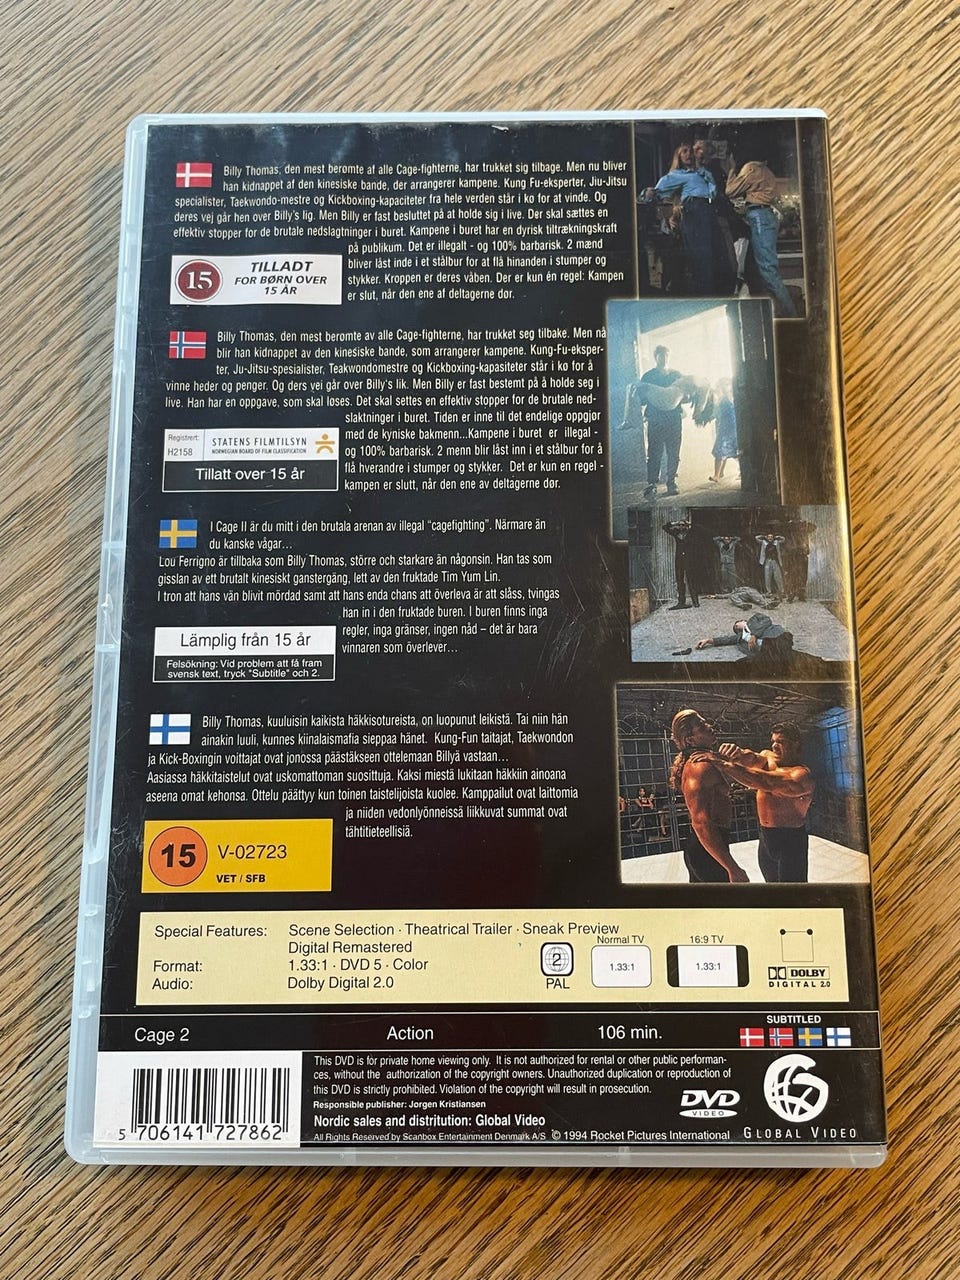 Billy Thomas, den mest berømte af alle Cage-fighterne, har trukket sig tilbage. Men nu bliver
han kidnappet af den kinesiske bande, der arrangerer kampene. Kung Fu-eksperter, Jiu-Jitsu
specialister, Taekwondo-mestre og Kickboxing-kapaciteter fra hele verden står i kø for at vinde. Og
deres vej går hen over Billy's lig. Men Billy er fast besluttet på at holde sig i live. Der skal sættes en
effektiv stopper for de brutale nedslagtninger i buret. Kampene i buret har en dyrisk tiltrækningskraft
på publikum. Det er illegalt - og 100% barbarisk. 2 mænd
bliver låst inde i et stålbur for at flå hinanden i stumper og
stykker. Kroppen er deres våben. Der er kun én regel: Kampen
er slut, når den ene af deltagerne dør.
15
TILLADT
FOR BØRN OVER
15 ÅR
Billy Thomas, den mest berømte av alle Cage-fighterne, har trukket seg tilbake. Men nå
blir han kidnappet av den kinesiske bande, som arrangerer kampene. Kung-Fu-eksper-
ter, Ju-Jitsu-spesialister, Teakwondomestre og Kickboxing-kapasiteter står i kø for å
vinne heder og penger. Og ders vei går over Billy's lik. Men Billy er fast bestemt på å holde seg i
live. Han har en oppgave, som skal løses. Det skal settes en effektiv stopper for de brutale ned-
slaktninger i buret. Tiden er inne til det endelige oppgjør
med de kyniske bakmenn...Kampene i buret er illegal -
og 100% barbarisk. 2 menn blir låst inn i et stålbur for å
flå hverandre i stumper og stykker. Det er kun en regel -
kampen er slutt, når den ene av deltagerne dør.
Registrert:
H2158
STATENS FILMTILSYN
NORWEGIAN BOARD OF FILM CLASSIFICATION
Tillatt over 15 år
I Cage II är du mitt i den brutala arenan av illegal "cagefighting". Närmare än
du kanske vågar...
Lou Ferrigno är tillbaka som Billy Thomas, större och starkare än någonsin. Han tas som
gisslan av ett brutalt kinesiskt ganstergäng, lett av den fruktade Tim Yum Lin.
I tron att hans vän blivit mördad samt att hans enda chans att överleva är att slåss, tvingas
han in i den fruktade buren. I buren finns inga
regler, inga gränser, ingen nåd – det är bara
vinnaren som överlever...
Lämplig från 15 år
Felsökning: Vid problem att få fram
svensk text, tryck "Subtitle" och 2.
Billy Thomas, kuuluisin kaikista häkkisotureista, on luopunut leikistä. Tai niin hän
ainakin luuli, kunnes kiinalaismafia sieppaa hänet. Kung-Fun taitajat, Taekwondon
ja Kick-Boxingin voittajat ovat jonossa päästäkseen ottelemaan Billyä vastaan...
Aasiassa häkkitaistelut ovat uskomattoman suosittuja. Kaksi miestä lukitaan häkkiin ainoana
aseena omat kehonsa. Ottelu päättyy kun toinen taistelijoista kuolee. Kamppailut ovat laittomia
ja niiden vedonlyönneissä liikkuvat summat ovat
tähtitieteellisiä.
15
V-02723
VET / SFB
Special Features: Scene Selection · Theatrical Trailer · Sneak Preview
Digital Remastered
Format: 1.33:1 · DVD 5 · Color
Audio: Dolby Digital 2.0
2
PAL
Normal TV
1.33:1
16:9 TV
1.33:1
DOLBY
DIGITAL 2.0
Cage 2 Action 106 min.
SUBTITLED
5 706141 727862
This DVD is for private home viewing only. It is not authorized for rental or other public performan-
ces, without the authorization of the copyright owners. Unauthorized duplication or reproduction of
this DVD is strictly prohibited. Violation of the copyright will result in prosecution.
Responsible publisher: Jorgen Kristiansen
Nordic sales and distritution: Global Video
All Rights Reserved by Scanbox Entertainment Denmark A/S © 1994 Rocket Pictures International
DVD
VIDEO
GLOBAL VIDEO